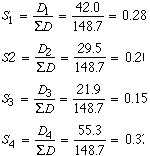 S₁ = D₁/ΣD = 42.0/148.7 = 0.28
S2 = D₂/ΣD = 29.5/148.7 = 0.20
S₃ = D₃/ΣD = 21.9/148.7 = 0.15
S₄ = D₄/ΣD = 55.3/148.7 = 0.3